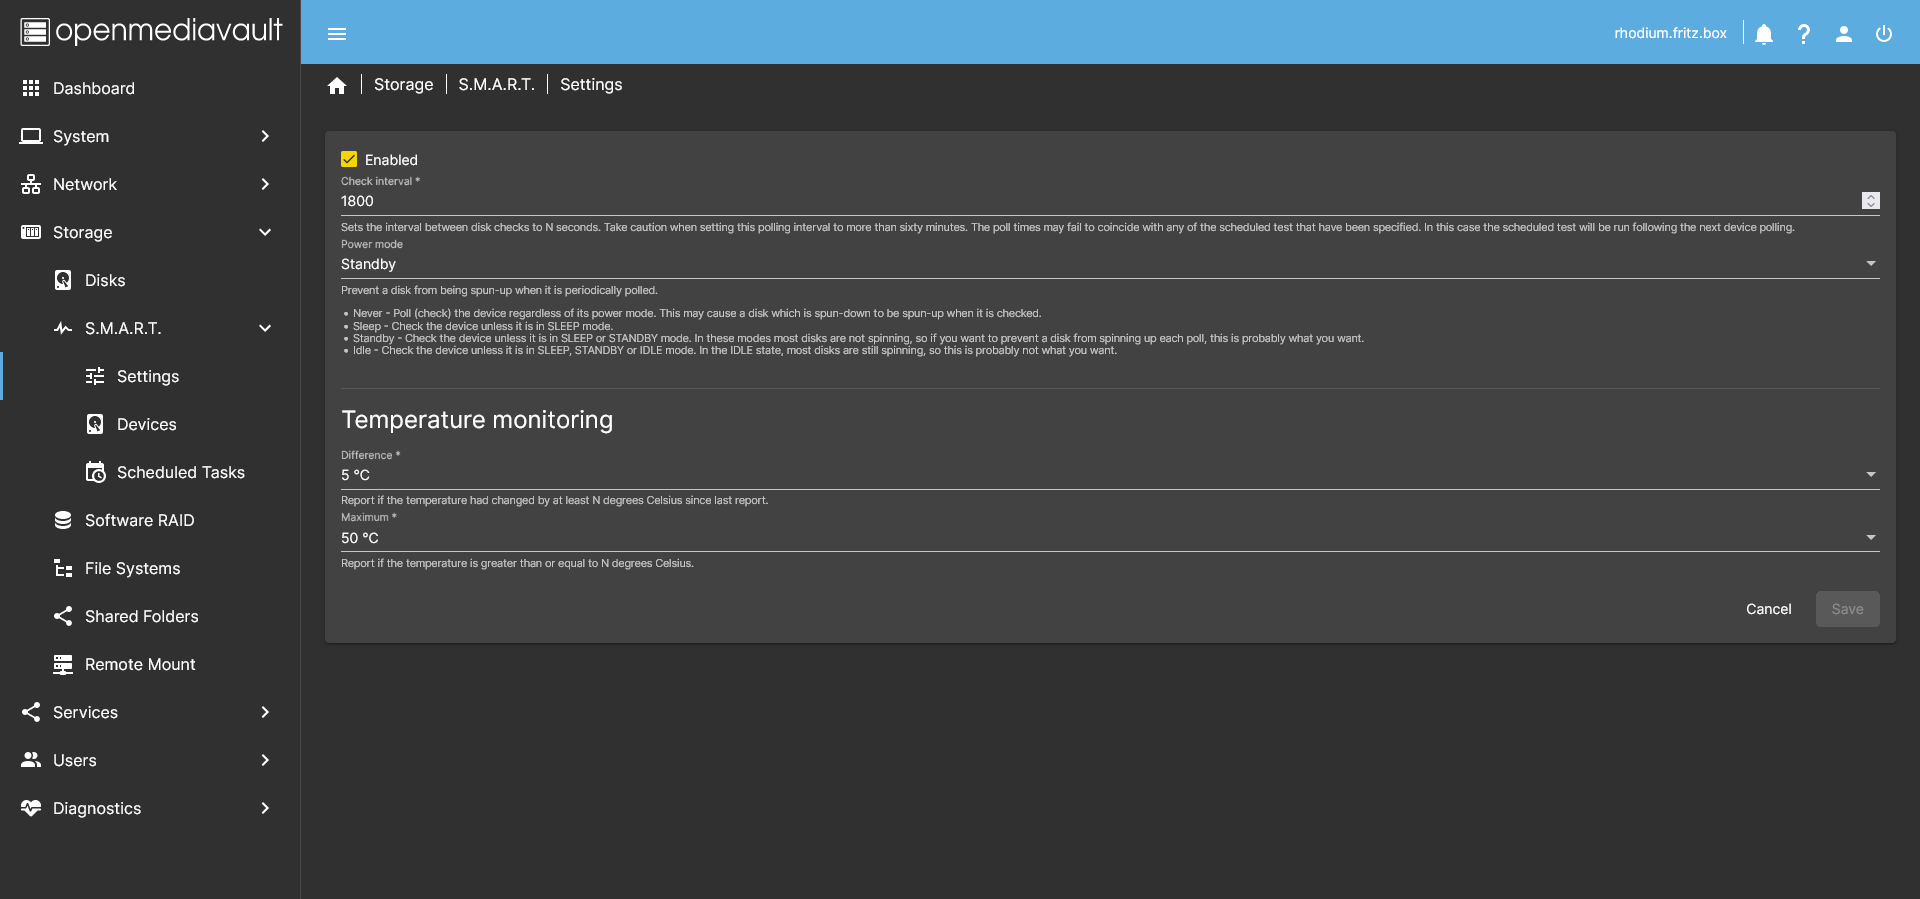 openmediavault
rhodium.fritz.box
Dashboard
System
Network
Storage
Disks
S.M.A.R.T.
Settings
Devices
Scheduled Tasks
Software RAID
File Systems
Shared Folders
Remote Mount
Services
Users
Diagnostics
Storage | S.M.A.R.T. | Settings
Enabled
Check interval *
1800
Sets the interval between disk checks to N seconds. Take caution when setting this polling interval to more than sixty minutes. The poll times may fail to coincide with any of the scheduled test that have been specified. In this case the scheduled test will be run following the next device polling.
Power mode
Standby
Prevent a disk from being spun-up when it is periodically polled.
• Never - Poll (check) the device regardless of its power mode. This may cause a disk which is spun-down to be spun-up when it is checked.
• Sleep - Check the device unless it is in SLEEP mode.
• Standby - Check the device unless it is in SLEEP or STANDBY mode. In these modes most disks are not spinning, so if you want to prevent a disk from spinning up each poll, this is probably what you want.
• Idle - Check the device unless it is in SLEEP, STANDBY or IDLE mode. In the IDLE state, most disks are still spinning, so this is probably not what you want.
Temperature monitoring
Difference *
5 °C
Report if the temperature had changed by at least N degrees Celsius since last report.
Maximum *
50 °C
Report if the temperature is greater than or equal to N degrees Celsius.
Cancel
Save